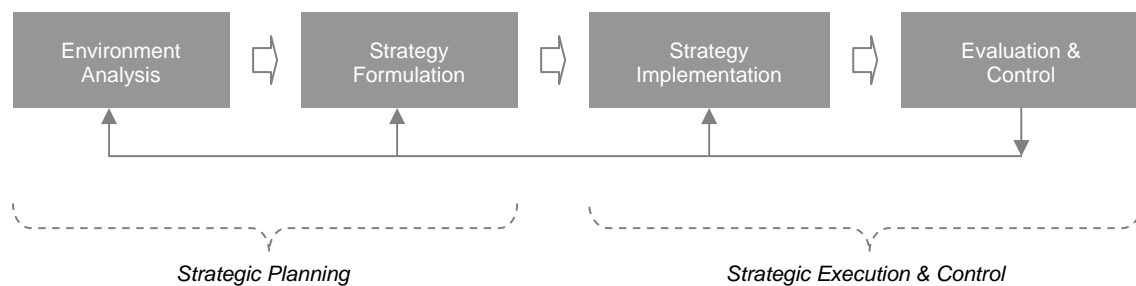 Environment
Analysis
Strategy
Formulation
Strategy
Implementation
Evaluation &
Control
Strategic Planning
Strategic Execution & Control